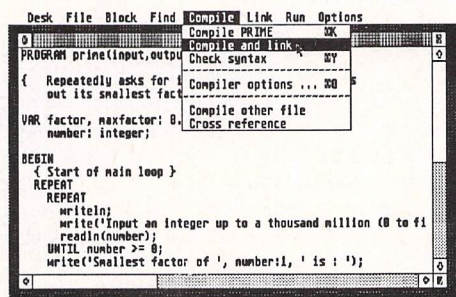 Desk File Block Find Compile Link Run Options
Compile PRIME ⌘K
Compile and link
Check syntax ⌘Y
Compiler options ... ⌘O
Compile other file
Cross reference
PROGRAM prime(input,outpu
{ Repeatedly asks for i s
out its smallest fact
VAR factor, maxfactor: 0.
number: integer;
BEGIN
{ Start of main loop }
REPEAT
REPEAT
writeln;
write('Input an integer up to a thousand million (0 to fi
readln(number);
UNTIL number >= 0;
write('Smallest factor of ', number:1, ' is : ');